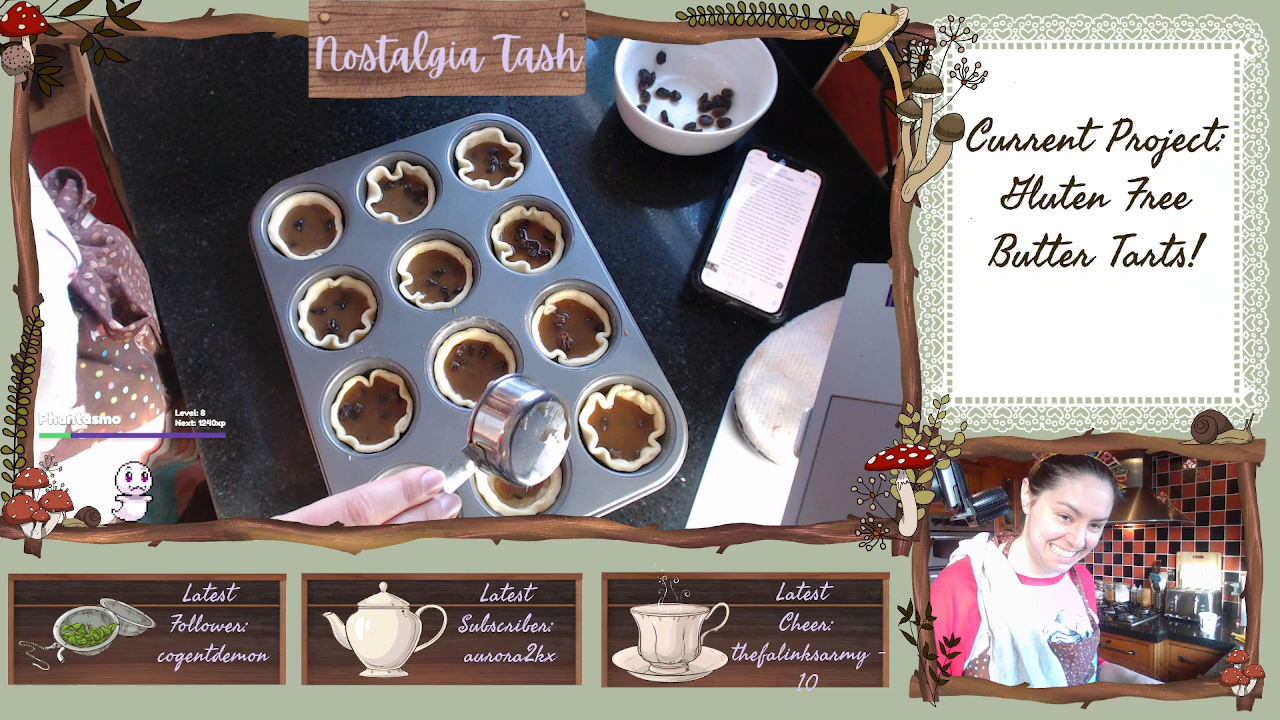 Nostalgia Tash
Current Project:
Gluten Free
Butter Tarts!
Phantasmo
Level: 8
Next: 1240xp
Latest
Follower:
cogentdemon
Latest
Subscriber:
aurora2kx
Latest
Cheer:
thefalinksarmy -
10